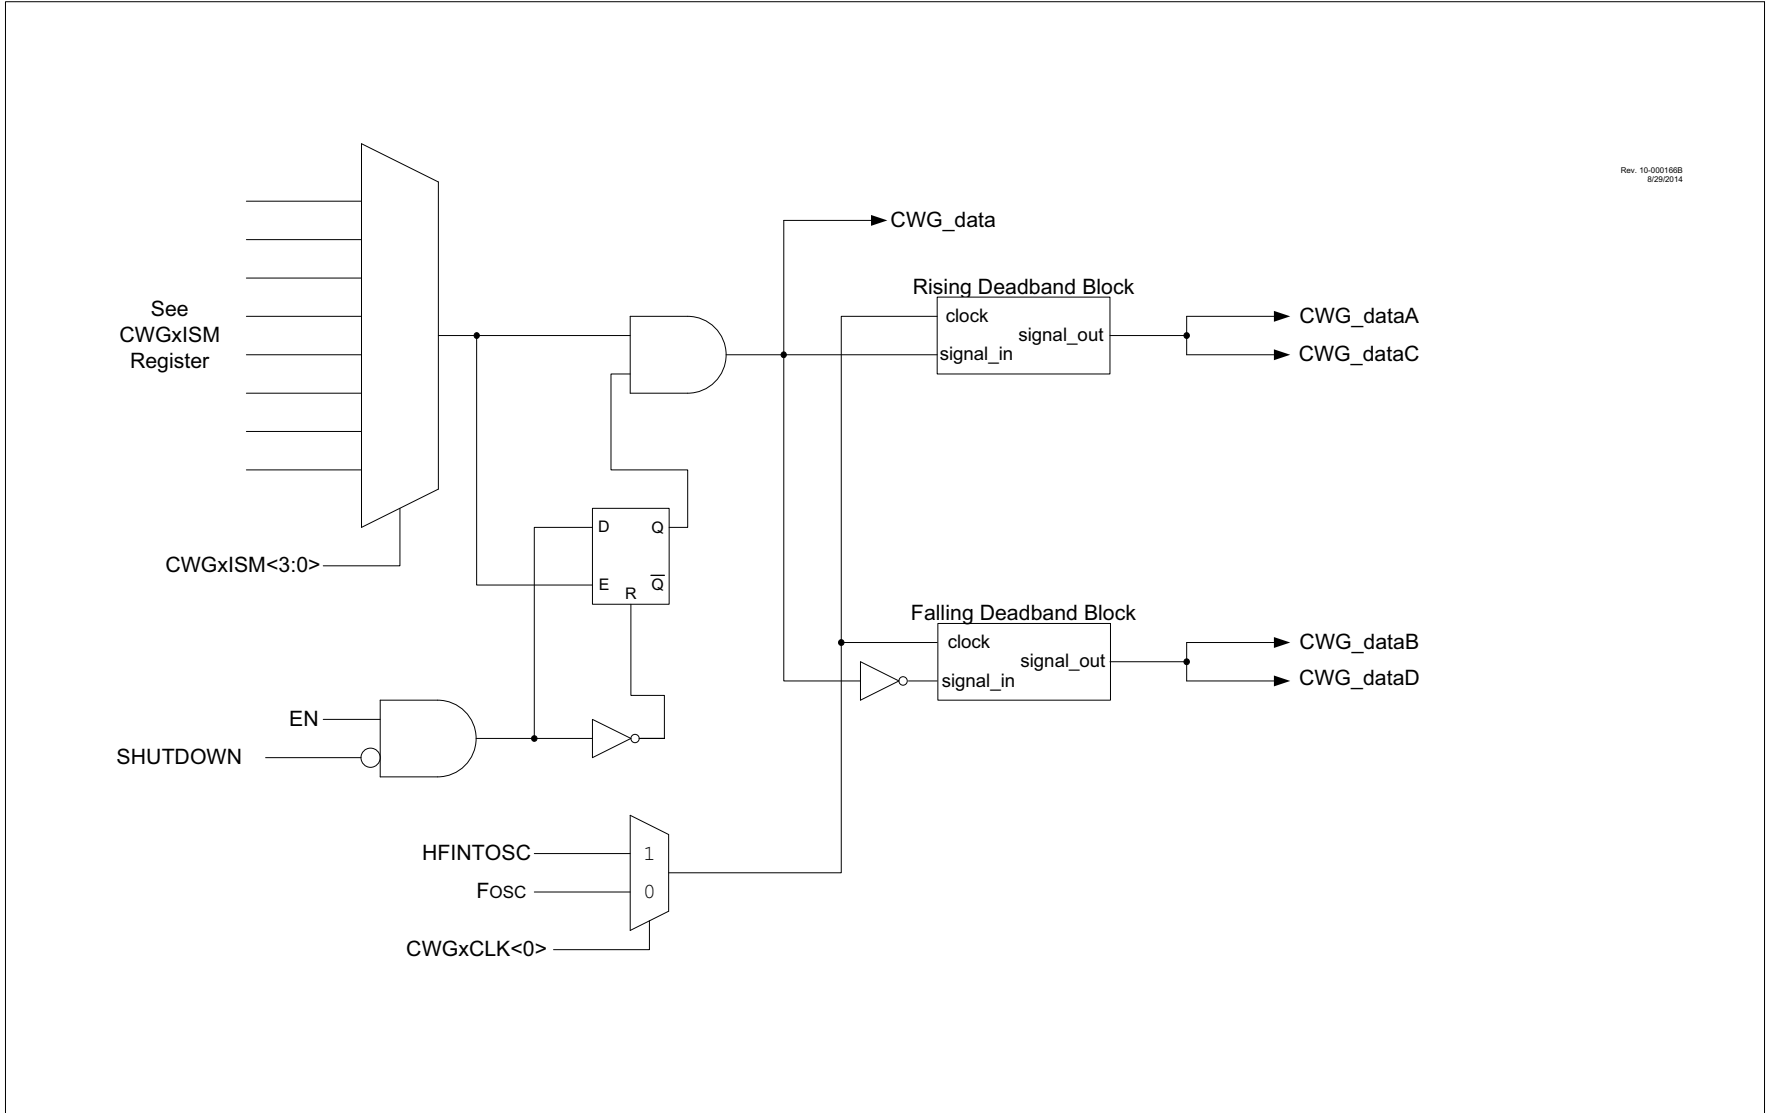 Rev. 10-000166B
8/29/2014
CWG_data
Rising Deadband Block
clock
signal_out
signal_in
CWG_dataA
CWG_dataC
See
CWGxISM
Register
D
Q
E
R
Q̅
CWGxISM<3:0>
Falling Deadband Block
clock
signal_out
signal_in
CWG_dataB
CWG_dataD
EN
SHUTDOWN
HFINTOSC
1
FOSC
0
CWGxCLK<0>